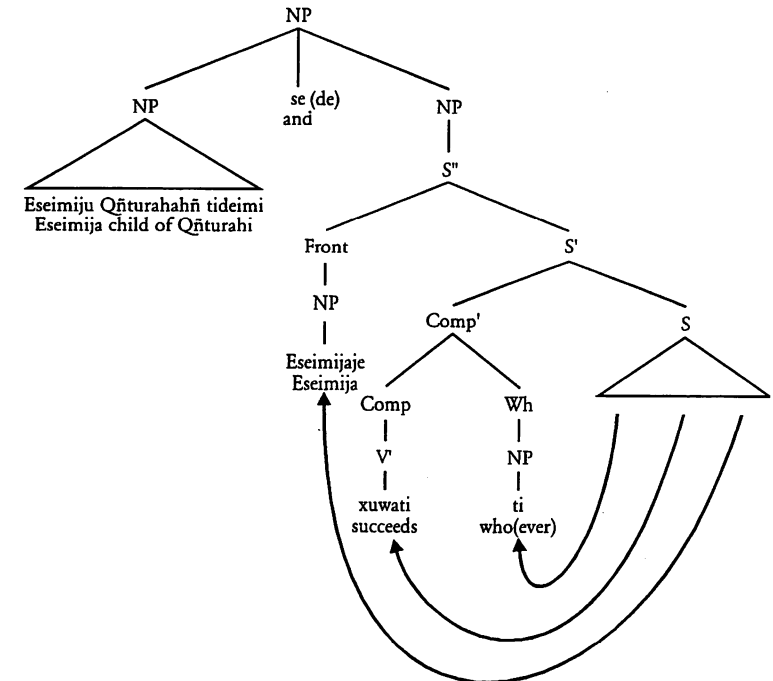 NP
NP
se (de)
and
NP
Eseimiju Qñturahahñ tideimi
Eseimija child of Qñturahi
S"
Front
S'
NP
Comp'
S
Eseimijaje
Eseimija
Comp
Wh
V'
NP
xuwati
succeeds
ti
who(ever)